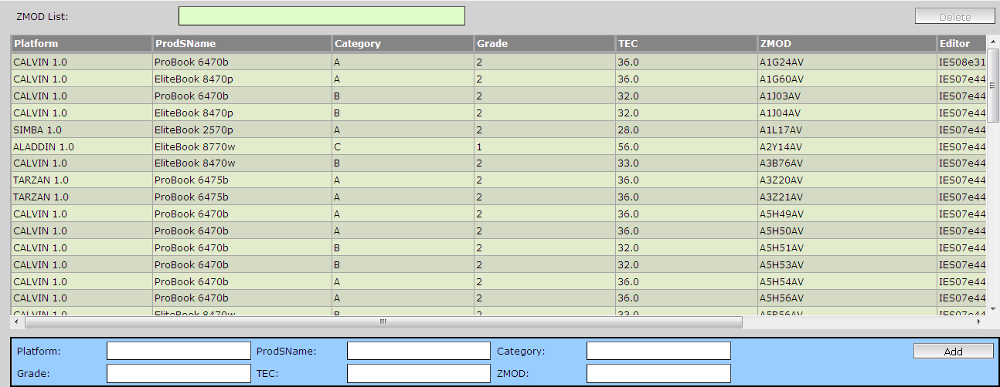 ZMOD List: Delete
Platform ProdSName Category Grade TEC ZMOD Editor
CALVIN 1.0 ProBook 6470b A 2 36.0 A1G24AV IES08e31
CALVIN 1.0 EliteBook 8470p A 2 36.0 A1G60AV IES07e44
CALVIN 1.0 ProBook 6470b B 2 32.0 A1J03AV IES07e44
CALVIN 1.0 EliteBook 8470p B 2 32.0 A1J04AV IES07e44
SIMBA 1.0 EliteBook 2570p A 2 28.0 A1L17AV IES07e44
ALADDIN 1.0 EliteBook 8770w C 1 56.0 A2Y14AV IES07e44
CALVIN 1.0 EliteBook 8470w B 2 33.0 A3B76AV IES07e44
TARZAN 1.0 ProBook 6475b A 2 36.0 A3Z20AV IES07e44
TARZAN 1.0 ProBook 6475b A 2 36.0 A3Z21AV IES07e44
CALVIN 1.0 ProBook 6470b A 2 36.0 A5H49AV IES07e44
CALVIN 1.0 ProBook 6470b A 2 36.0 A5H50AV IES07e44
CALVIN 1.0 ProBook 6470b B 2 32.0 A5H51AV IES07e44
CALVIN 1.0 ProBook 6470b B 2 32.0 A5H53AV IES07e44
CALVIN 1.0 ProBook 6470b A 2 36.0 A5H54AV IES07e44
CALVIN 1.0 ProBook 6470b A 2 36.0 A5H56AV IES07e44
CALVIN 1.0 EliteBook 8470w B 2 33.0 IES07e44
Platform: ProdSName: Category: Add
Grade: TEC: ZMOD: